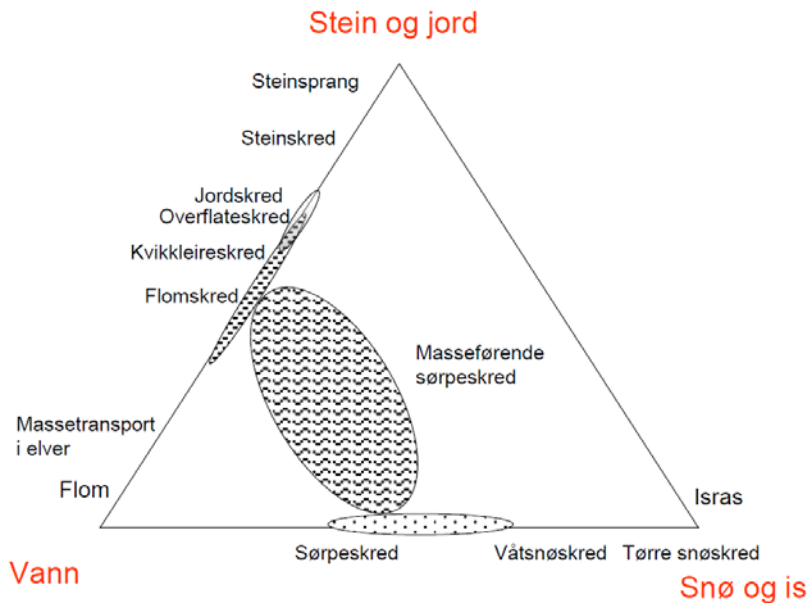 Stein og jord
Steinsprang
Steinskred
Jordskred
Overflateskred
Kvikkleireskred
Flomskred
Masseførende
sørpeskred
Massetransport
i elver
Flom
Isras
Sørpeskred
Våtsnøskred
Tørre snøskred
Vann
Snø og is